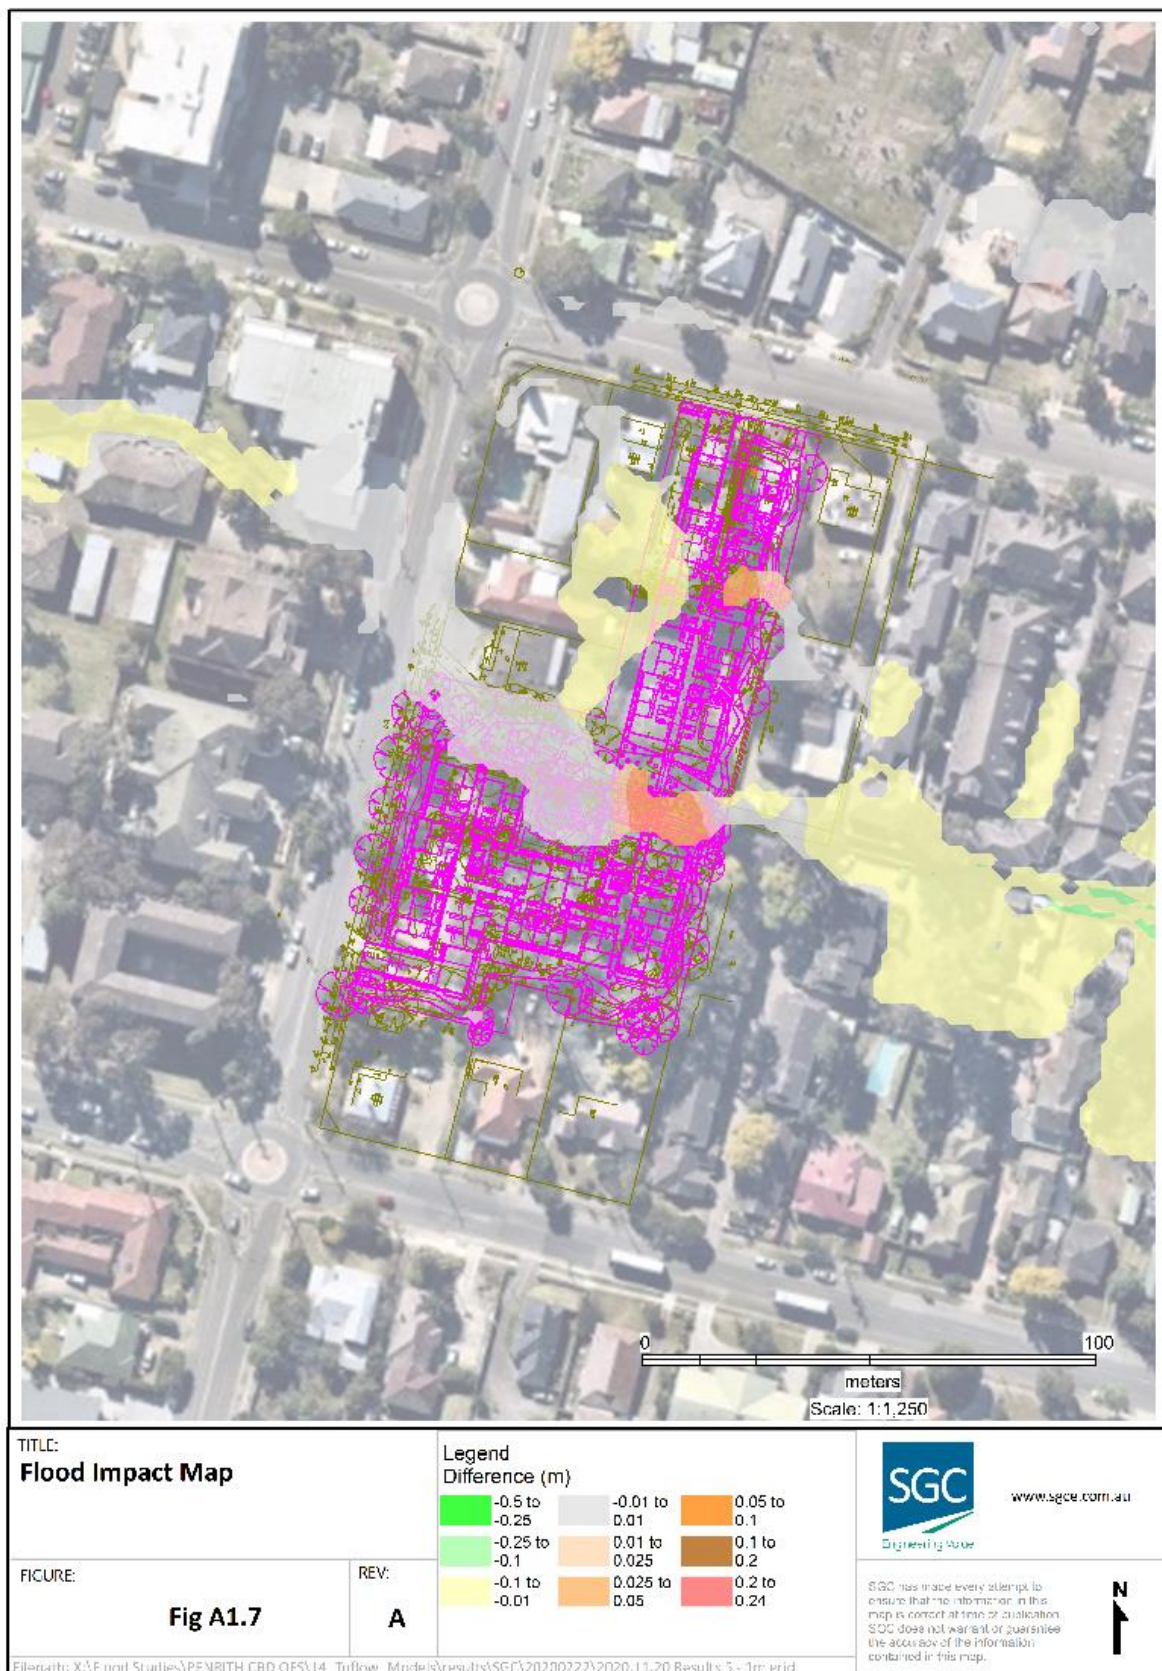 0 100
meters
Scale: 1:1,250
TITLE:
Flood Impact Map
FIGURE:
Fig A1.7
REV:
A
Legend
Difference (m)
-0.5 to
-0.25
-0.25 to
-0.1
-0.1 to
-0.01
-0.01 to
0.01
0.01 to
0.025
0.025 to
0.05
0.05 to
0.1
0.1 to
0.2
0.2 to
0.24
SGC
Engineering Value
www.sgce.com.au
SGC has made every attempt to
ensure that the information in this
map is correct at time of publication.
SGC does not warrant or guarantee
the accuracy of the information
contained in this map.
N
Filepath: X:\Flood Studies\PENRITH CBD